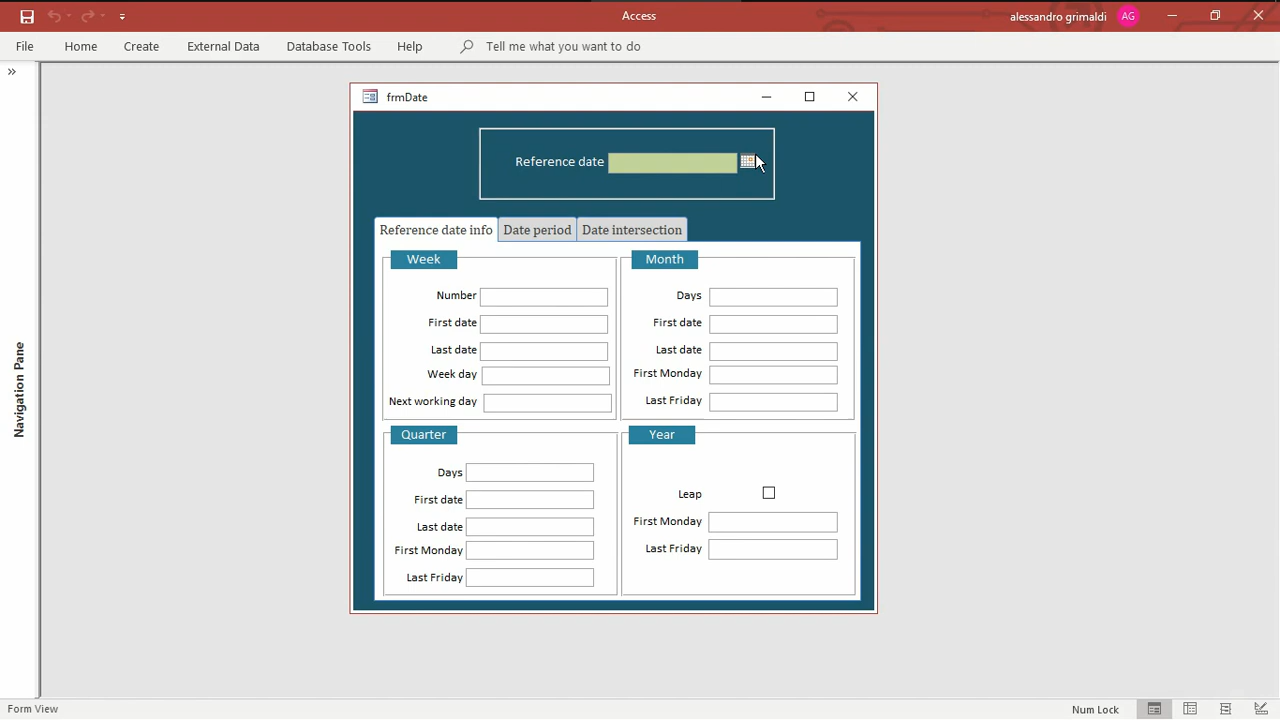 Access
alessandro grimaldi
AG
File
Home
Create
External Data
Database Tools
Help
Tell me what you want to do
Navigation Pane
frmDate
Reference date
Reference date info
Date period
Date intersection
Week
Number
First date
Last date
Week day
Next working day
Month
Days
First date
Last date
First Monday
Last Friday
Quarter
Days
First date
Last date
First Monday
Last Friday
Year
Leap
First Monday
Last Friday
Form View
Num Lock